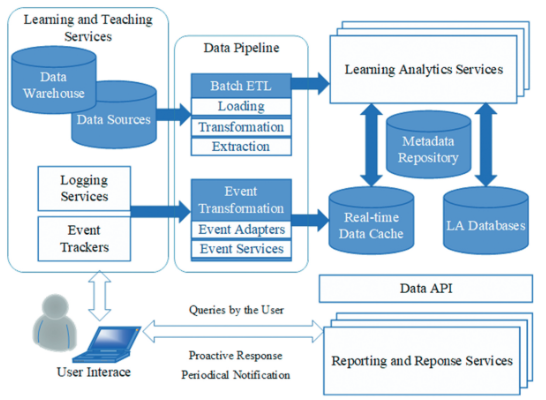 Learning and Teaching
Services
Data
Warehouse
Data Sources
Logging
Services
Event
Trackers
Data Pipeline
Batch ETL
Loading
Transformation
Extraction
Event
Transformation
Event Adapters
Event Services
Learning Analytics Services
Metadata
Repository
Real-time
Data Cache
LA Databases
Data API
Queries by the User
Proactive Response
Periodical Notification
User Interace
Reporting and Reponse Services